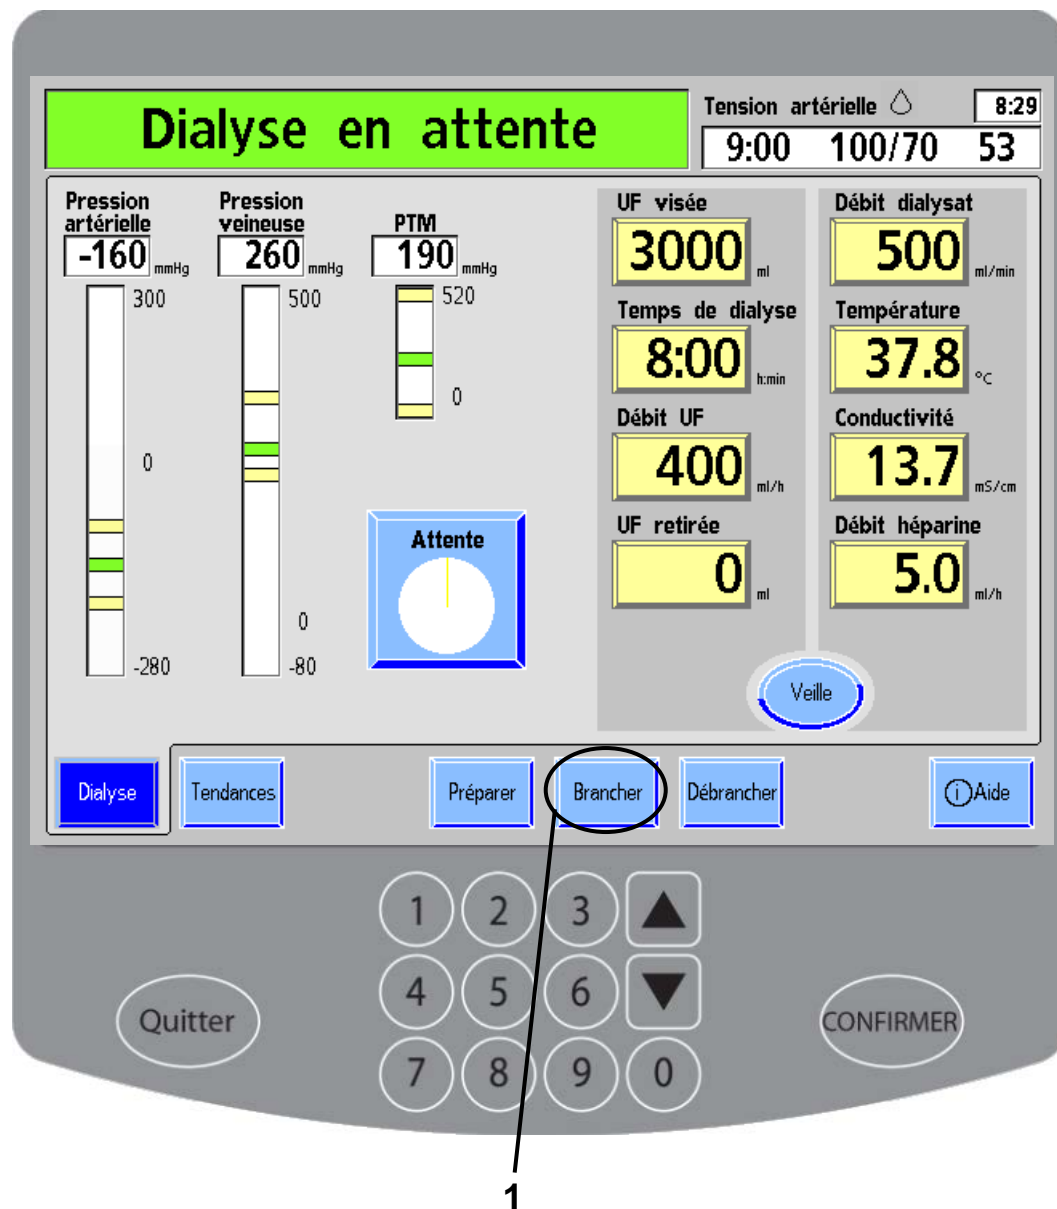 Dialyse en attente
Tension artérielle 8:29
9:00 100/70 53
Pression artérielle
-160 mmHg
300
0
-280
Pression veineuse
260 mmHg
500
0
-80
PTM
190 mmHg
520
0
Attente
UF visée
3000 ml
Temps de dialyse
8:00 h:min
Débit UF
400 ml/h
UF retirée
0 ml
Débit dialysat
500 ml/min
Température
37.8 °C
Conductivité
13.7 mS/cm
Débit héparine
5.0 ml/h
Veille
Dialyse Tendances Préparer Brancher Débrancher iAide
1 2 3 ▲
4 5 6 ▼
7 8 9 0
Quitter
CONFIRMER
1